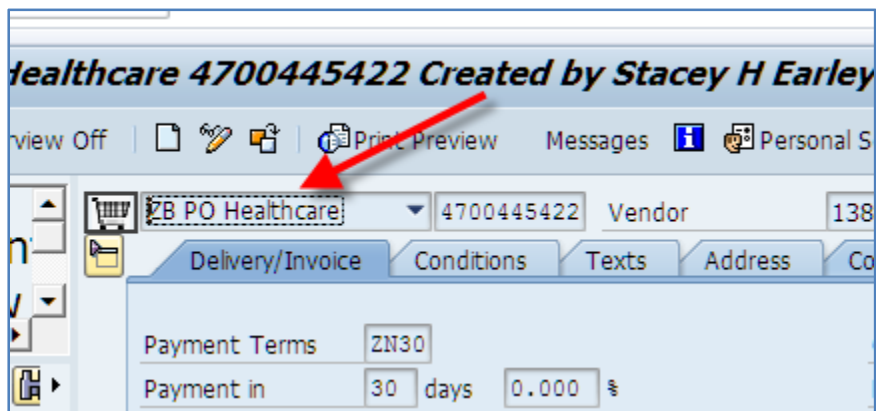 Healthcare 4700445422 Created by Stacey H Earley
rview Off Print Preview Messages Personal S
ZB PO Healthcare 4700445422 Vendor 138
Delivery/Invoice Conditions Texts Address Co
Payment Terms ZN30
Payment in 30 days 0.000 %